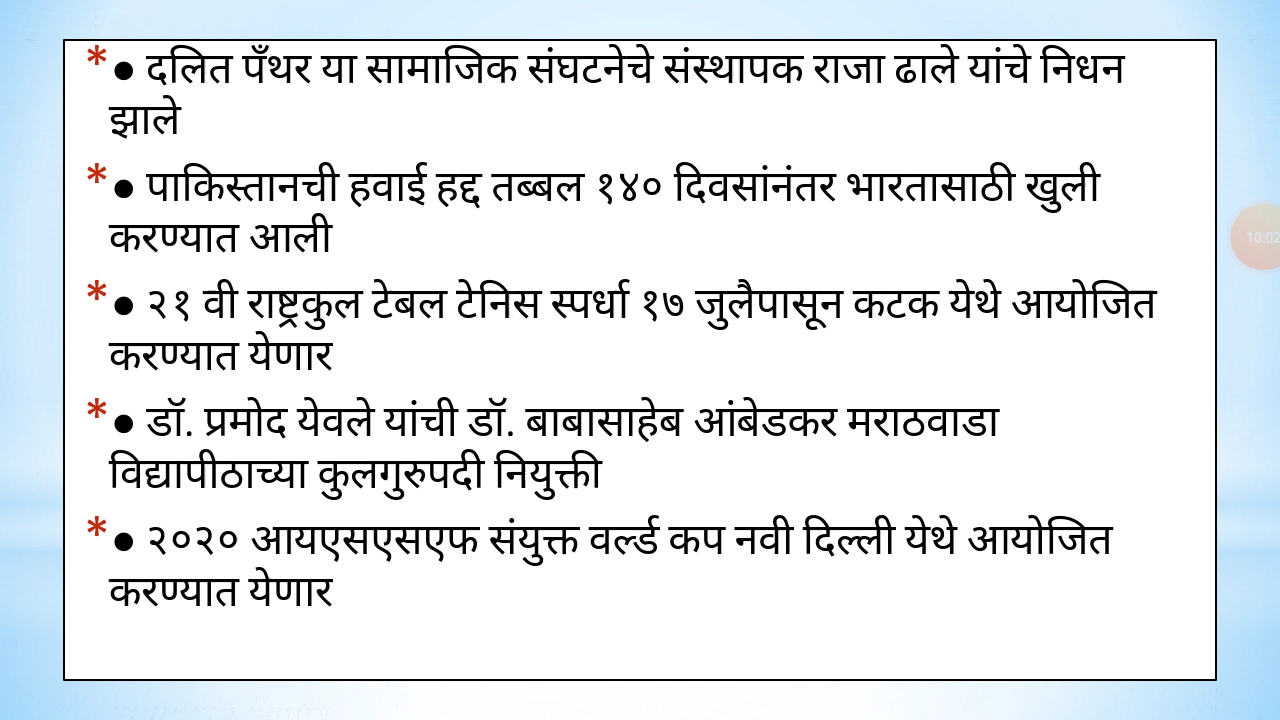 * ● दलित पँथर या सामाजिक संघटनेचे संस्थापक राजा ढाले यांचे निधन
झाले
* ● पाकिस्तानची हवाई हद्द तब्बल १४० दिवसांनंतर भारतासाठी खुली
करण्यात आली
* ● २१ वी राष्ट्रकुल टेबल टेनिस स्पर्धा १७ जुलैपासून कटक येथे आयोजित
करण्यात येणार
* ● डॉ. प्रमोद येवले यांची डॉ. बाबासाहेब आंबेडकर मराठवाडा
विद्यापीठाच्या कुलगुरुपदी नियुक्ती
* ● २०२० आयएसएसएफ संयुक्त वर्ल्ड कप नवी दिल्ली येथे आयोजित
करण्यात येणार
10:02